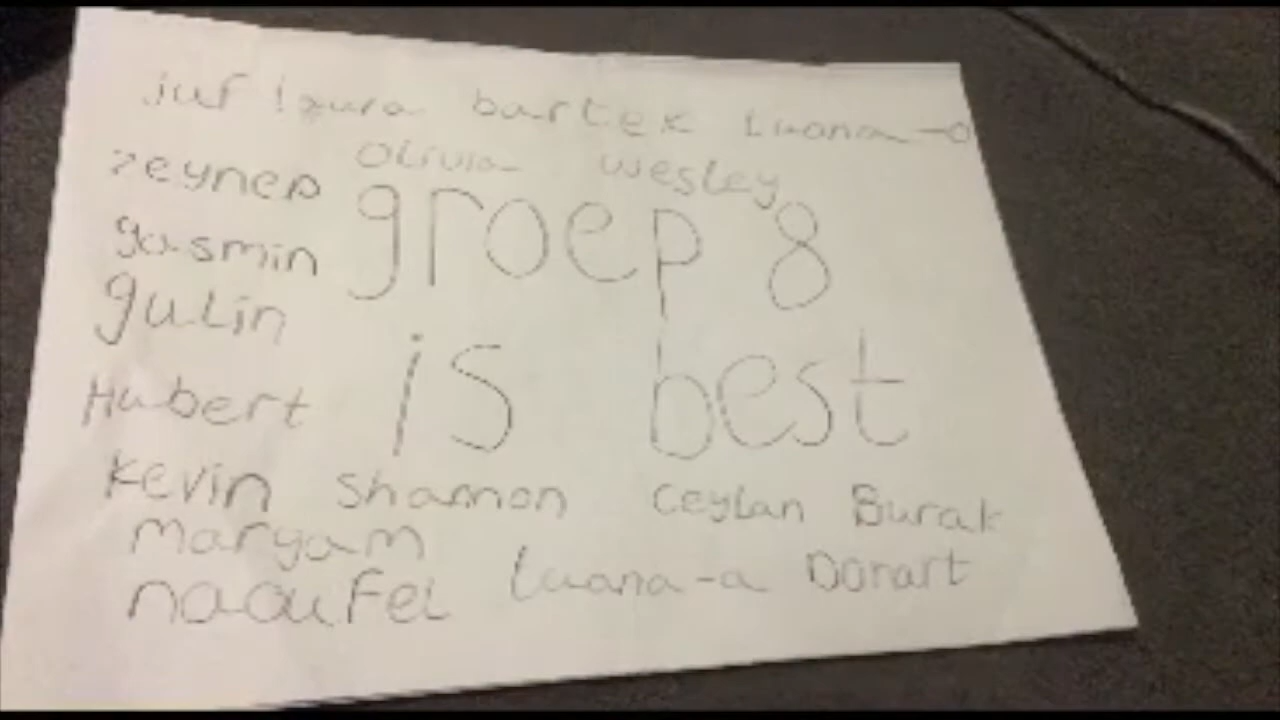 juf Izura bartek Luana-o
Olivia Wesley
zeynep
groep 8
yasmin
gulin
is best
Hubert
kevin Shannon Ceylan Burak
maryam
Luana-a Donart
naoufel